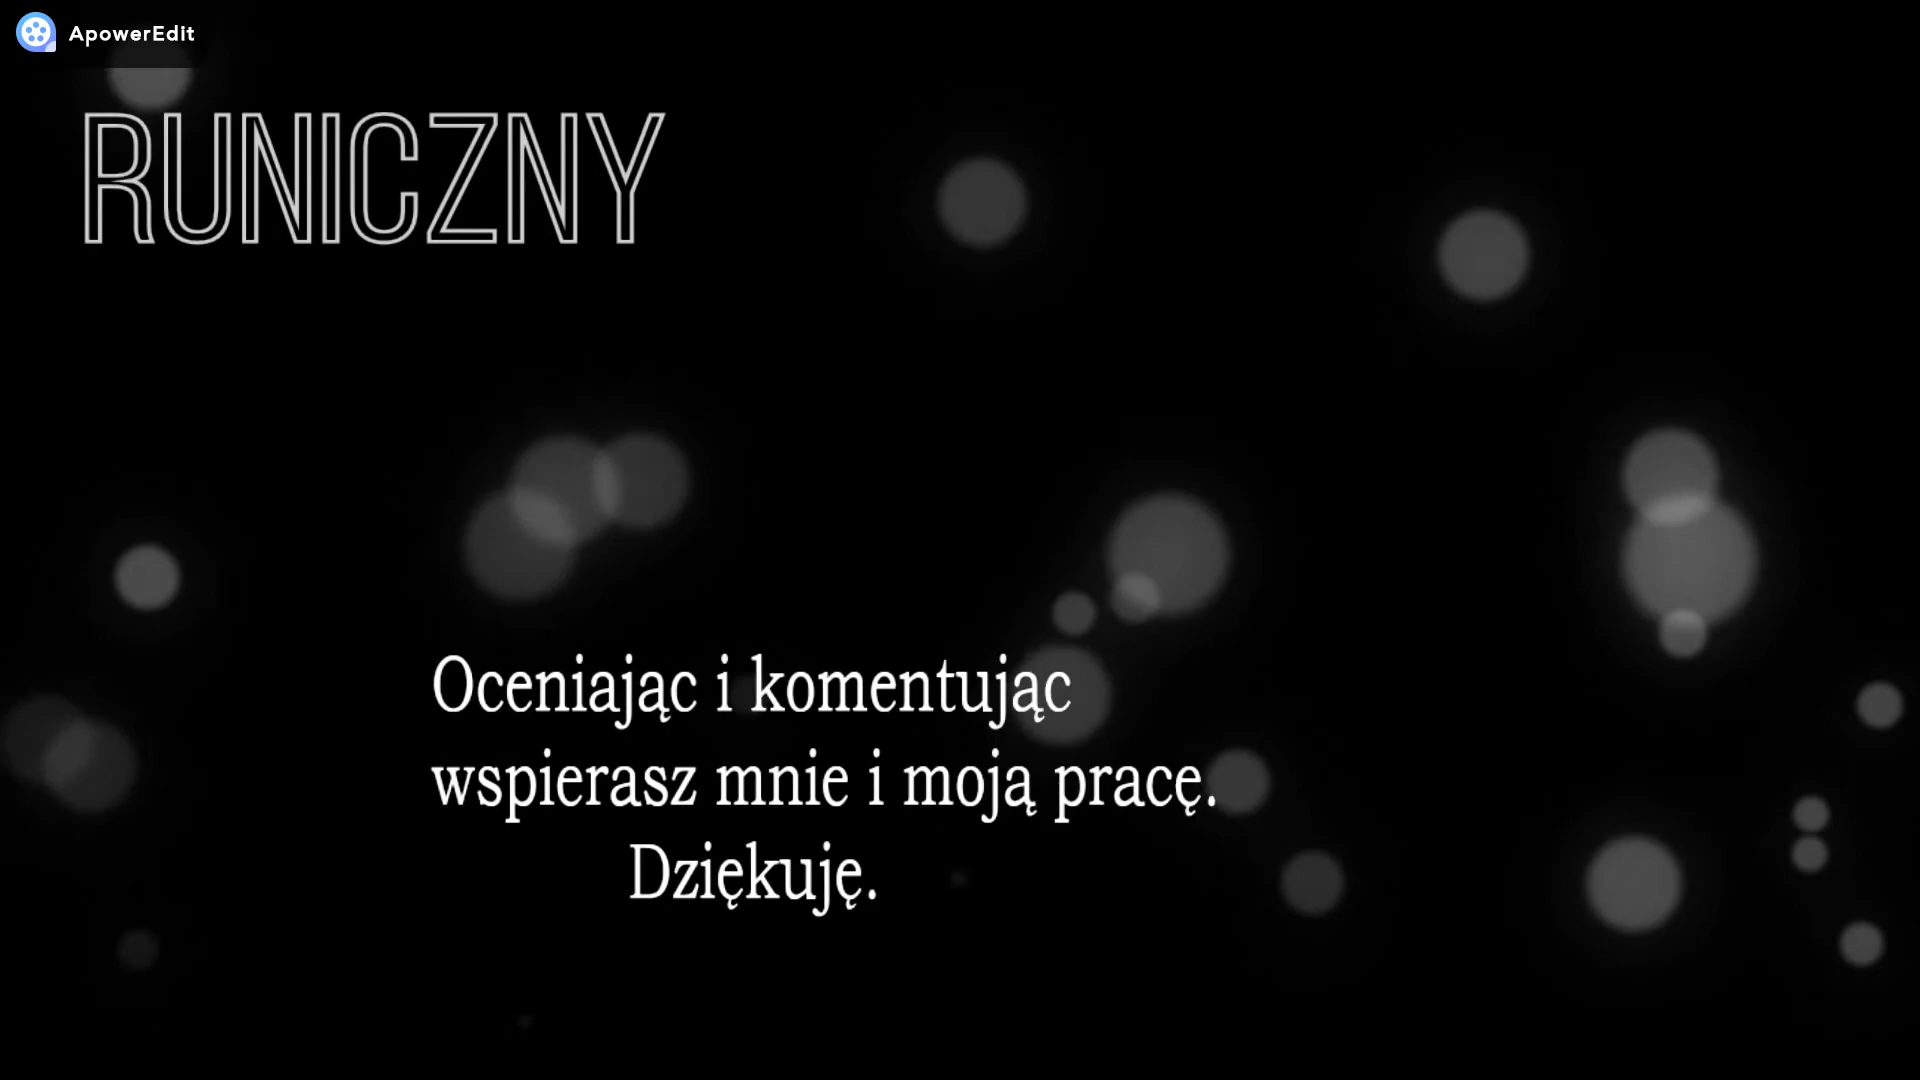 ApowerEdit
RUNICZNY
Oceniając i komentując
wspierasz mnie i moją pracę.
Dziękuję.